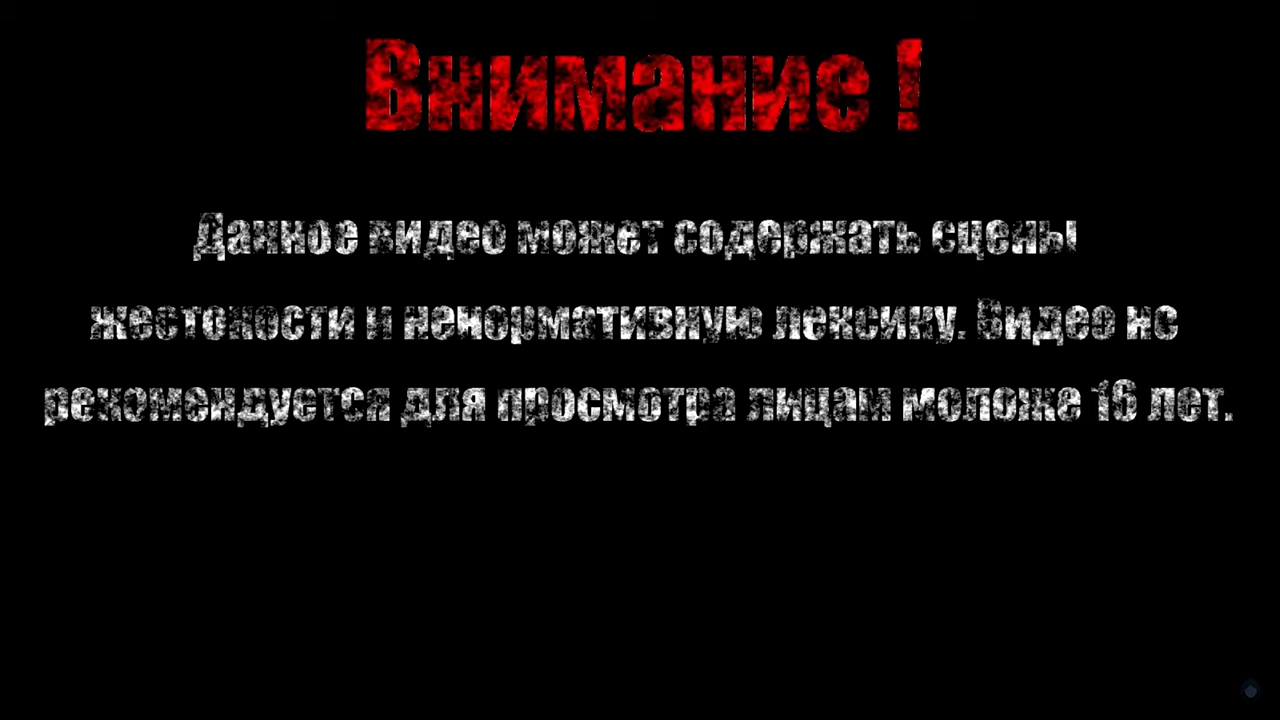 Внимание !
Данное видео может содержать сцены
жестокости и ненормативную лексику. Видео не
рекомендуется для просмотра лицам моложе 16 лет.